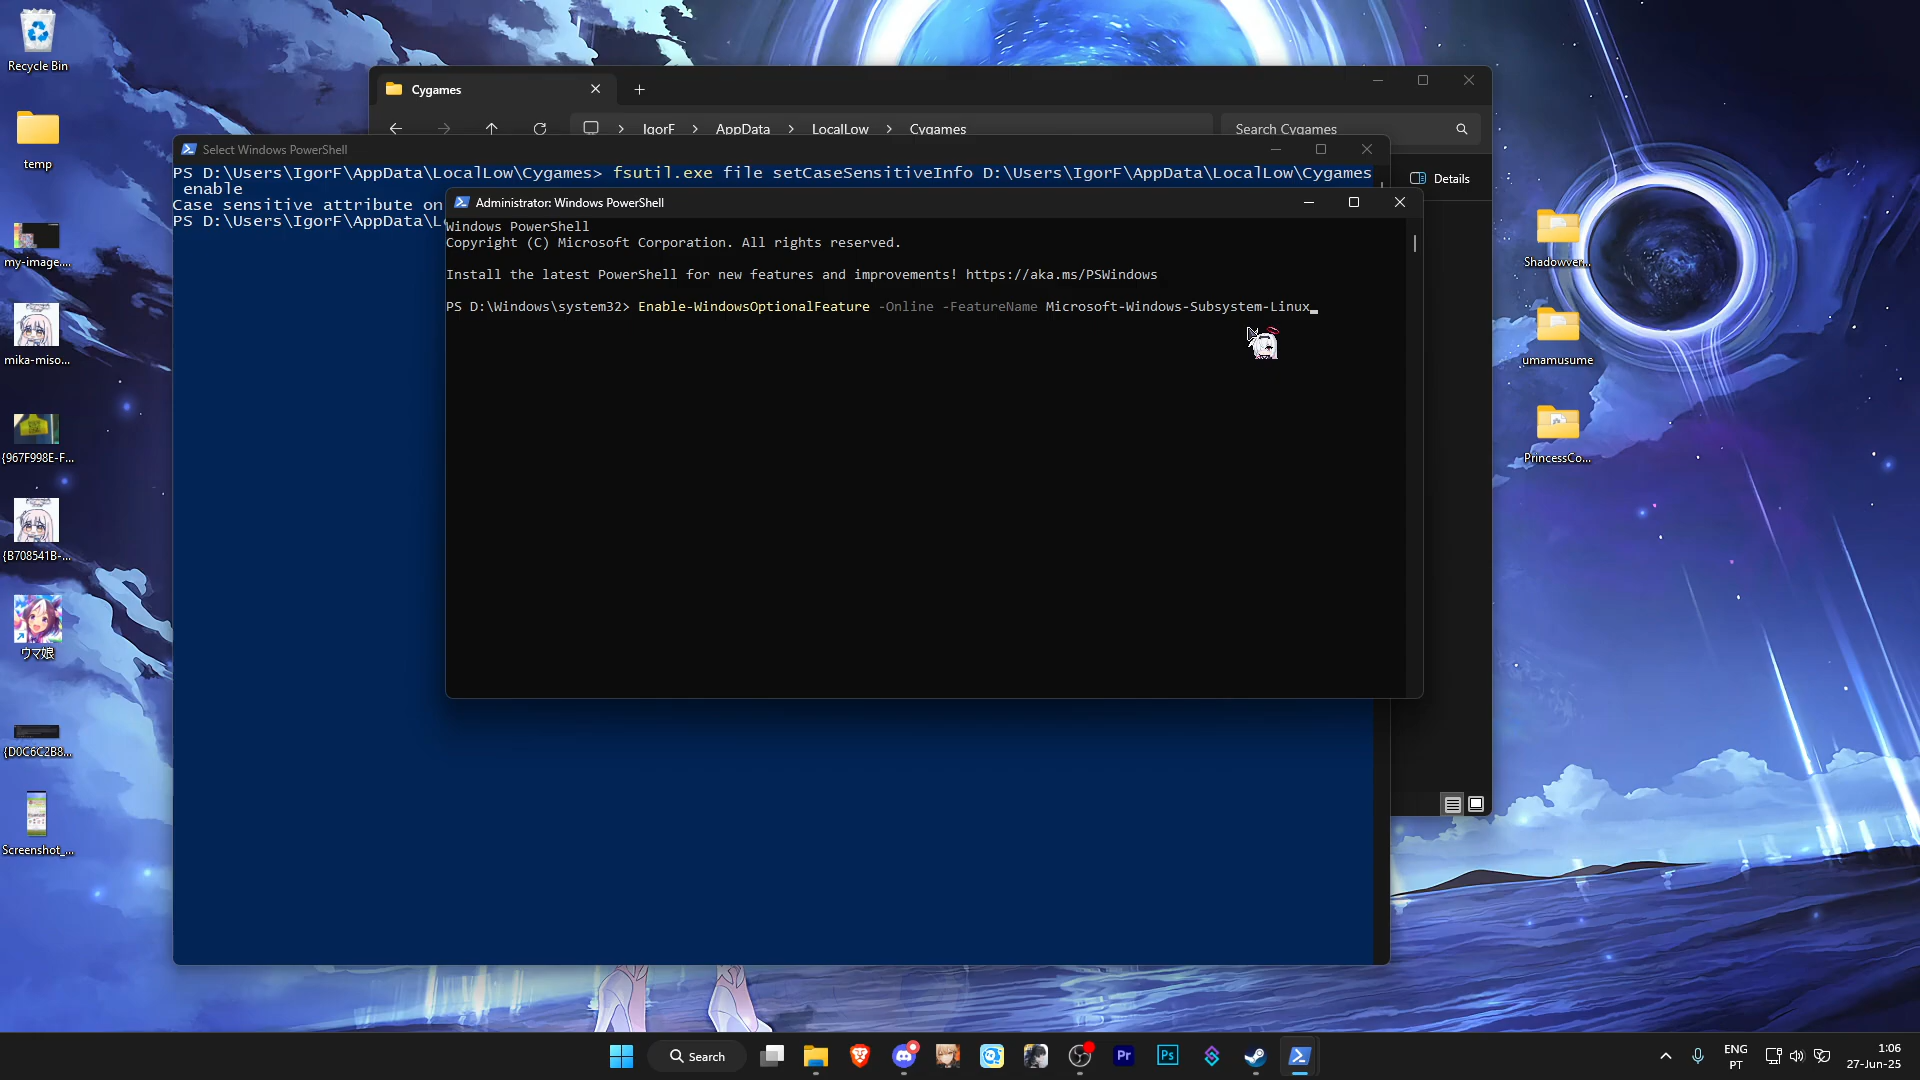 Recycle Bin
temp
my-image....
mika-miso...
{967F998E-F...
{B708541B-...
ウマ娘
{D0C6C2B8...
Screenshot_...
Cygames
IgorF > AppData > LocalLow > Cygames
Search Cygames
Details
Select Windows PowerShell
PS D:\Users\IgorF\AppData\LocalLow\Cygames> fsutil.exe file setCaseSensitiveInfo D:\Users\IgorF\AppData\LocalLow\Cygames
enable
Case sensitive attribute on
PS D:\Users\IgorF\AppData\L
Administrator: Windows PowerShell
Windows PowerShell
Copyright (C) Microsoft Corporation. All rights reserved.
Install the latest PowerShell for new features and improvements! https://aka.ms/PSWindows
PS D:\Windows\system32> Enable-WindowsOptionalFeature -Online -FeatureName Microsoft-Windows-Subsystem-Linux_
Shadowver...
umamusume
PrincessCo...
Search
Pr
Ps
ENG
PT
1:06
27-Jun-25